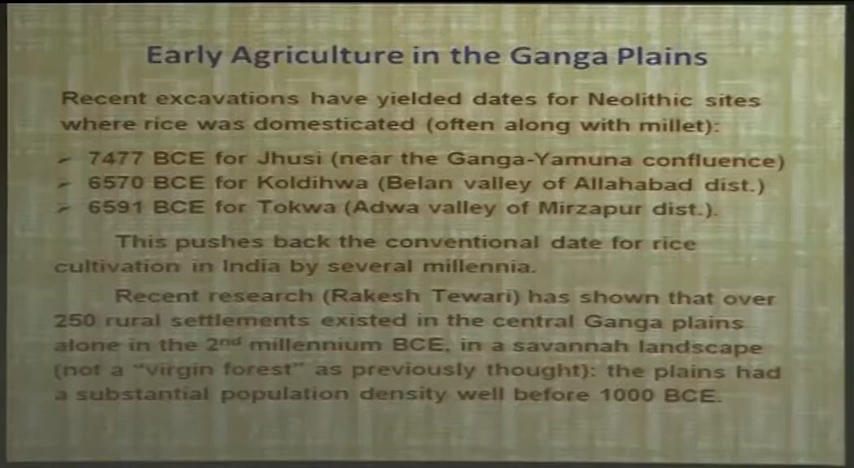 Early Agriculture in the Ganga Plains
Recent excavations have yielded dates for Neolithic sites
where rice was domesticated (often along with millet):
➢ 7477 BCE for Jhusi (near the Ganga-Yamuna confluence)
➢ 6570 BCE for Koldihwa (Belan valley of Allahabad dist.)
➢ 6591 BCE for Tokwa (Adwa valley of Mirzapur dist.).
This pushes back the conventional date for rice
cultivation in India by several millennia.
Recent research (Rakesh Tewari) has shown that over
250 rural settlements existed in the central Ganga plains
alone in the 2nd millennium BCE, in a savannah landscape
(not a “virgin forest” as previously thought): the plains had
a substantial population density well before 1000 BCE.